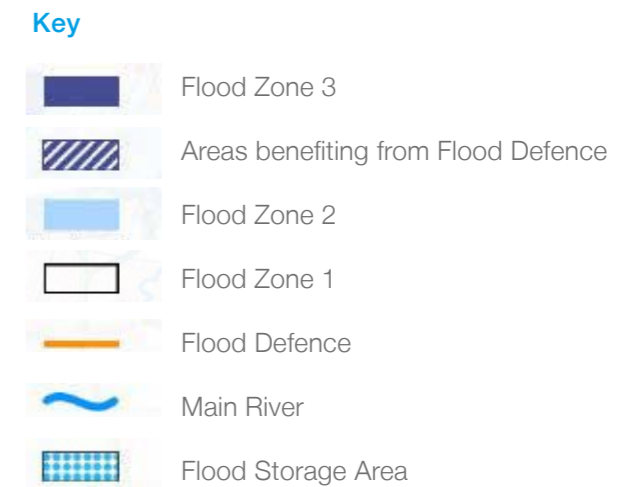 Key
Flood Zone 3
Areas benefiting from Flood Defence
Flood Zone 2
Flood Zone 1
Flood Defence
Main River
Flood Storage Area